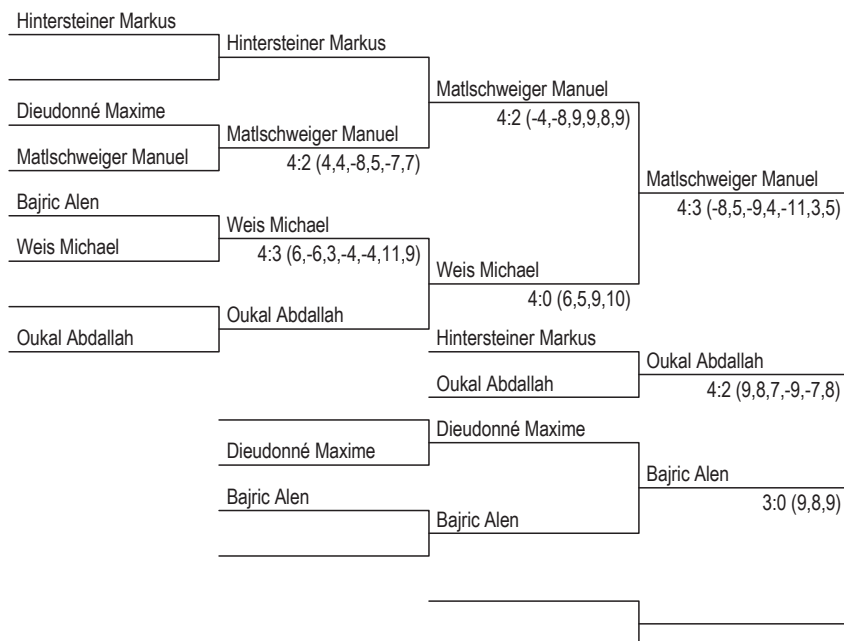 Hintersteiner Markus
Hintersteiner Markus
Matlschweiger Manuel
Dieudonné Maxime
4:2 (-4,-8,9,9,8,9)
Matlschweiger Manuel
Matlschweiger Manuel
4:2 (4,4,-8,5,-7,7)
Matlschweiger Manuel
Bajric Alen
4:3 (-8,5,-9,4,-11,3,5)
Weis Michael
Weis Michael
4:3 (6,-6,3,-4,-4,11,9)
Weis Michael
4:0 (6,5,9,10)
Oukal Abdallah
Oukal Abdallah
Hintersteiner Markus
Oukal Abdallah
Oukal Abdallah
4:2 (9,8,7,-9,-7,8)
Dieudonné Maxime
Dieudonné Maxime
Bajric Alen
Bajric Alen
3:0 (9,8,9)
Bajric Alen